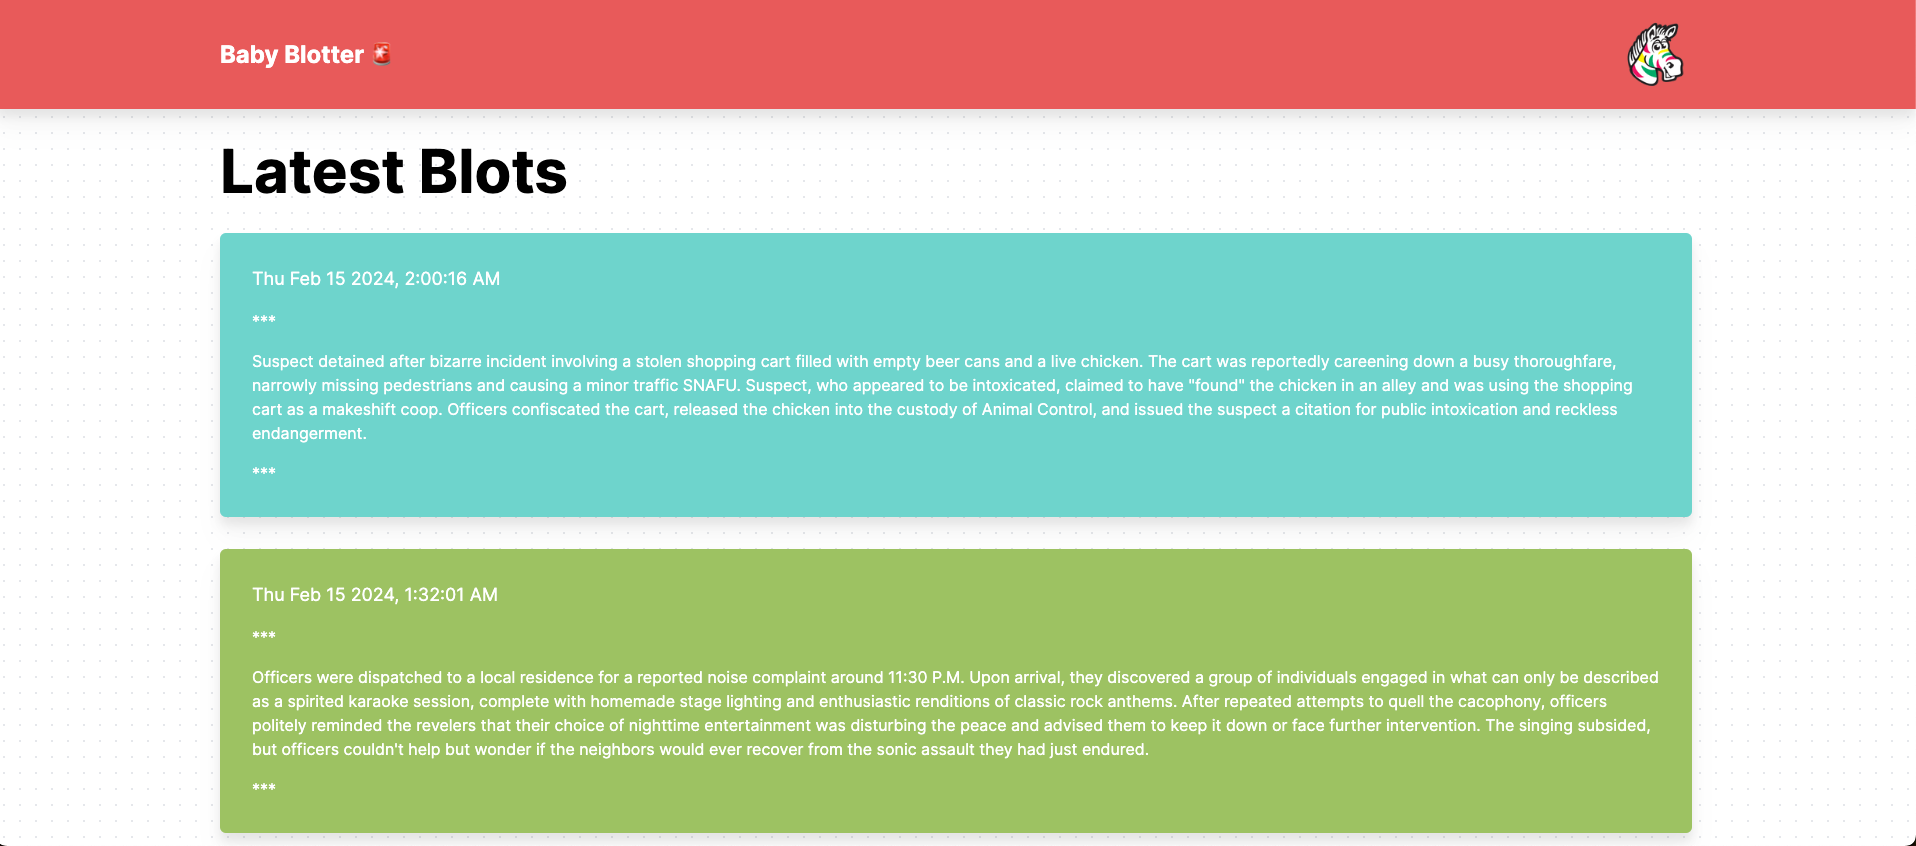 Baby Blotter 🚨
Latest Blots
Thu Feb 15 2024, 2:00:16 AM
***
Suspect detained after bizarre incident involving a stolen shopping cart filled with empty beer cans and a live chicken. The cart was reportedly careening down a busy thoroughfare,
narrowly missing pedestrians and causing a minor traffic SNAFU. Suspect, who appeared to be intoxicated, claimed to have "found" the chicken in an alley and was using the shopping
cart as a makeshift coop. Officers confiscated the cart, released the chicken into the custody of Animal Control, and issued the suspect a citation for public intoxication and reckless
endangerment.
***
Thu Feb 15 2024, 1:32:01 AM
***
Officers were dispatched to a local residence for a reported noise complaint around 11:30 P.M. Upon arrival, they discovered a group of individuals engaged in what can only be described
as a spirited karaoke session, complete with homemade stage lighting and enthusiastic renditions of classic rock anthems. After repeated attempts to quell the cacophony, officers
politely reminded the revelers that their choice of nighttime entertainment was disturbing the peace and advised them to keep it down or face further intervention. The singing subsided,
but officers couldn't help but wonder if the neighbors would ever recover from the sonic assault they had just endured.
***